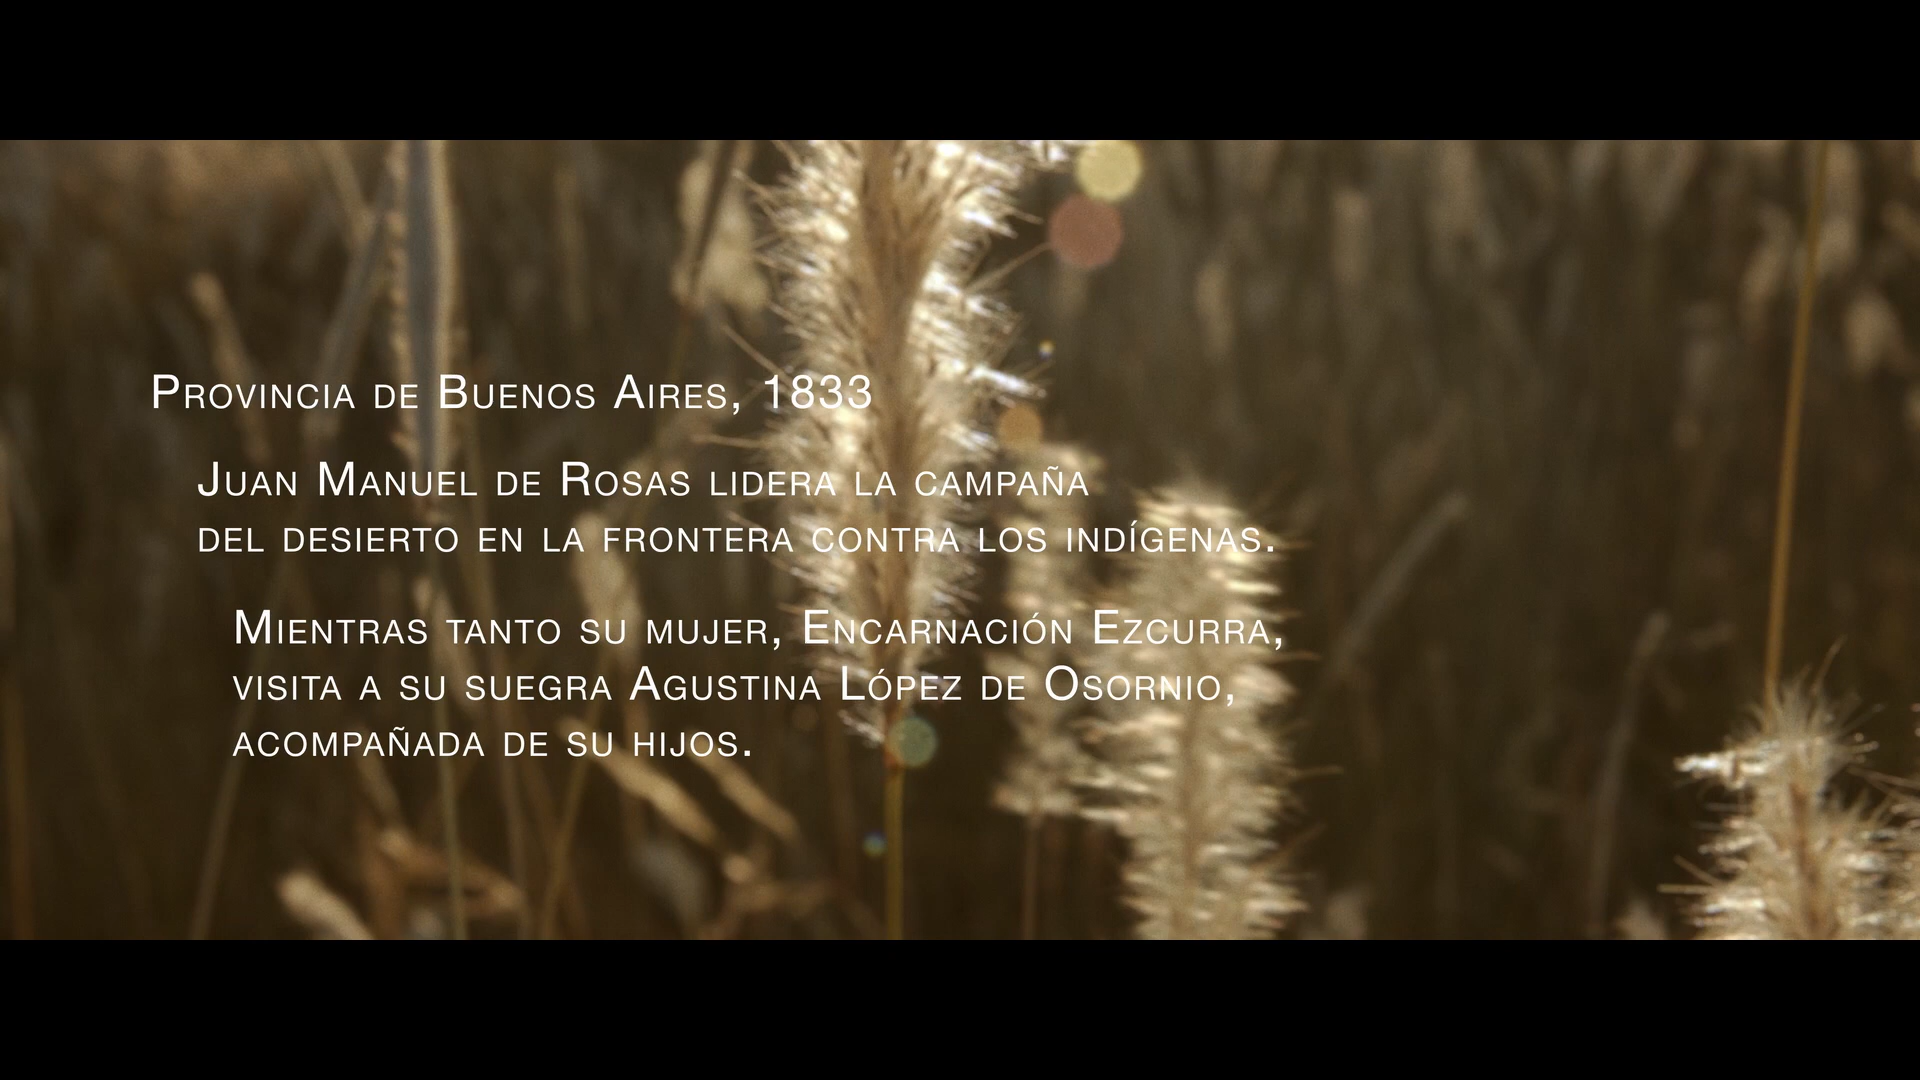 Provincia de Buenos Aires, 1833
Juan Manuel de Rosas lidera la campaña
del desierto en la frontera contra los indígenas.
Mientras tanto su mujer, Encarnación Ezcurra,
visita a su suegra Agustina López de Osornio,
acompañada de su hijos.